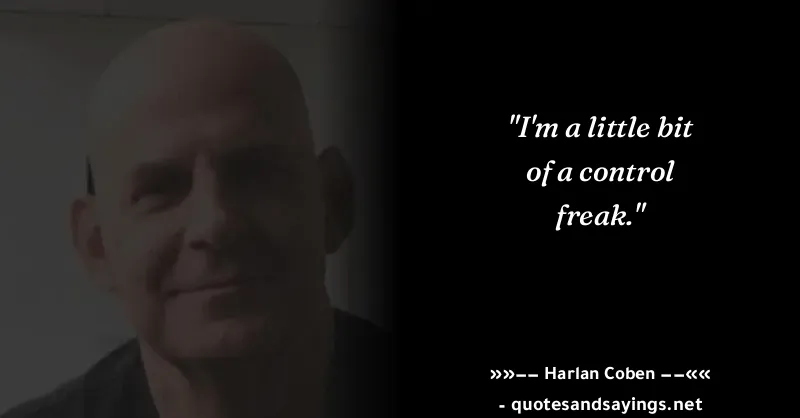 "I'm a little bit
of a control
freak."
»»–– Harlan Coben ––««
- quotesandsayings.net